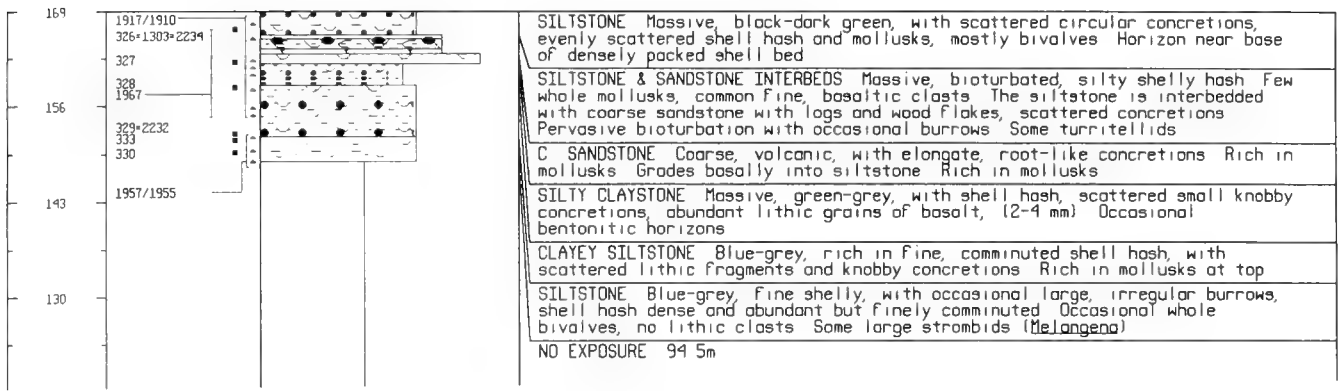 169
156
143
130
1917/1910
326=1303=2234
327
328
1967
329=2232
333
330
1957/1955
SILTSTONE Massive, black-dark green, with scattered circular concretions,
evenly scattered shell hash and mollusks, mostly bivalves Horizon near base
of densely packed shell bed
SILTSTONE & SANDSTONE INTERBEDS Massive, bioturbated, silty shelly hash Few
whole mollusks, common fine, basaltic clasts The siltstone is interbedded
with coarse sandstone with logs and wood flakes, scattered concretions
Pervasive bioturbation with occasional burrows Some turritellids
C SANDSTONE Coarse, volcanic, with elongate, root-like concretions Rich in
mollusks Grades basally into siltstone Rich in mollusks
SILTY CLAYSTONE Massive, green-grey, with shell hash, scattered small knobby
concretions, abundant lithic grains of basalt, (2-4 mm) Occasional
bentonitic horizons
CLAYEY SILTSTONE Blue-grey, rich in fine, comminuted shell hash, with
scattered lithic fragments and knobby concretions Rich in mollusks at top
SILTSTONE Blue-grey, fine shelly, with occasional large, irregular burrows,
shell hash dense and abundant but finely comminuted Occasional whole
bivalves, no lithic clasts Some large strombids (Melangena)
NO EXPOSURE 94 5m